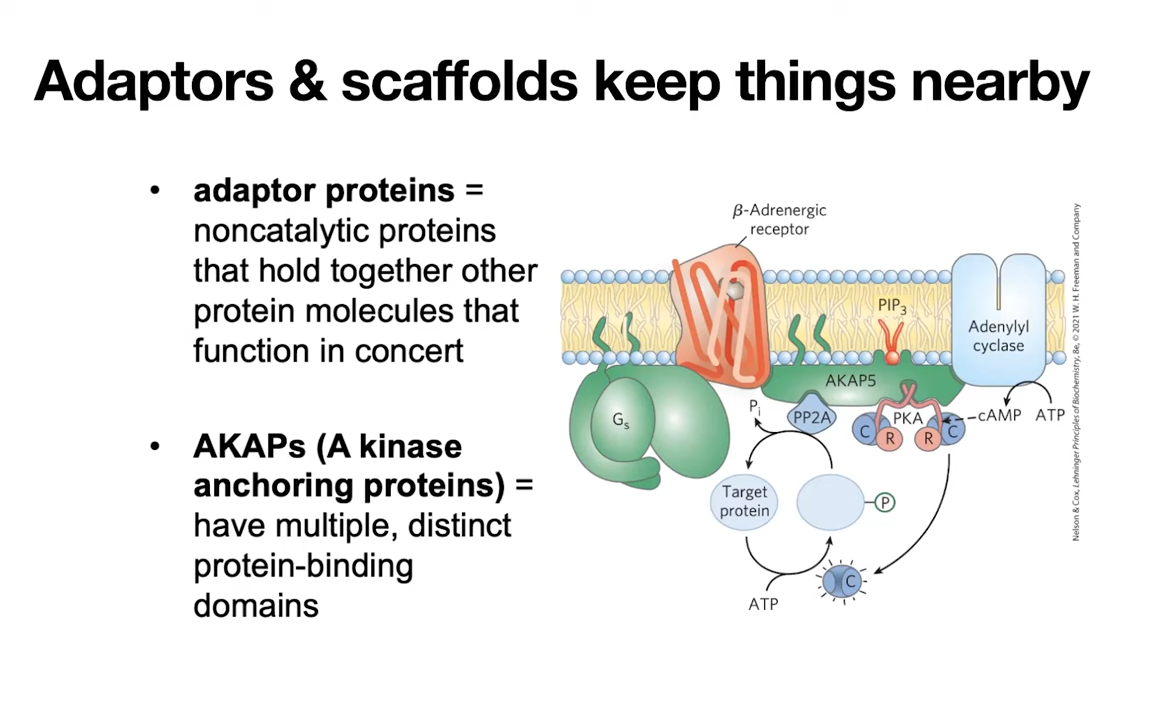 Adaptors & scaffolds keep things nearby
• adaptor proteins =
noncatalytic proteins
that hold together other
protein molecules that
function in concert
• AKAPs (A kinase
anchoring proteins) =
have multiple, distinct
protein-binding
domains
β-Adrenergic
receptor
PIP3
Adenylyl
cyclase
AKAP5
Gs
Pi
PP2A
C
R
PKA
R
C
cAMP
ATP
Target
protein
P
C
ATP
Nelson & Cox, Lehninger Principles of Biochemistry, 8e, © 2021 W. H. Freeman and Company